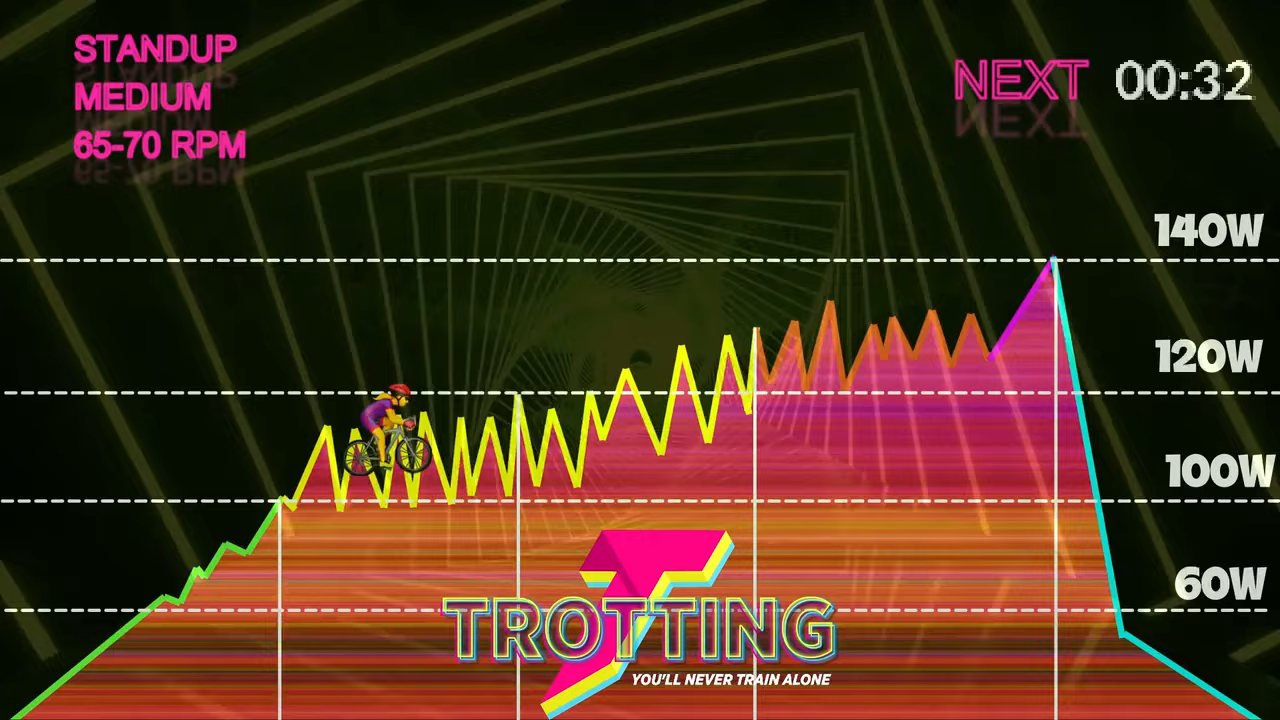 STANDUP
MEDIUM
65-70 RPM
NEXT 00:32
140W
120W
100W
60W
TROTTING
YOU'LL NEVER TRAIN ALONE